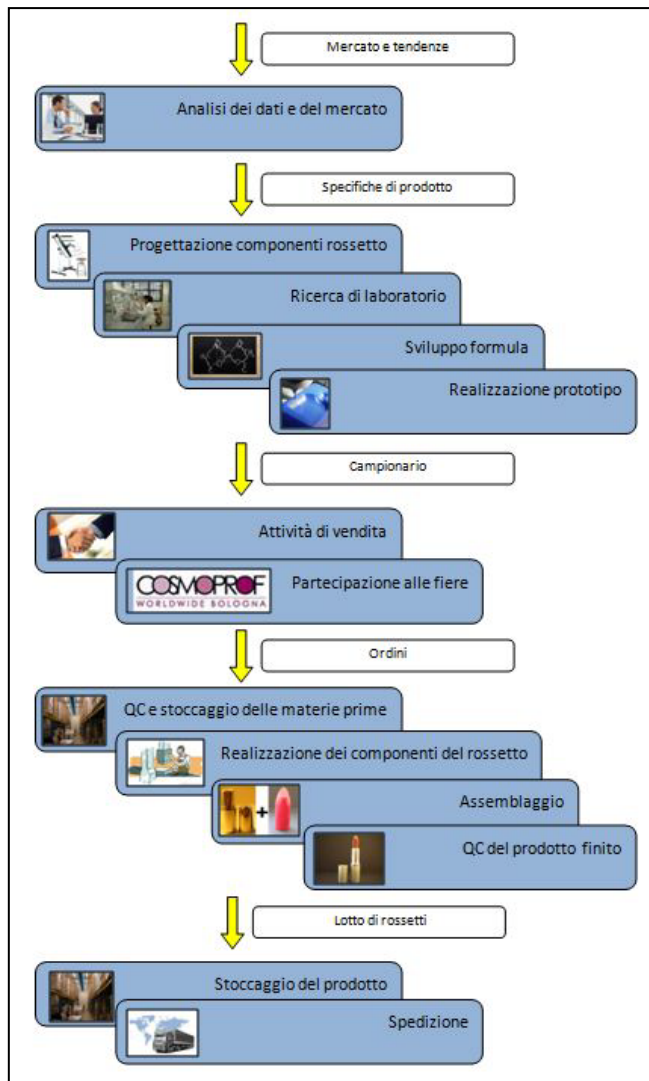 Mercato e tendenze
Analisi dei dati e del mercato
Specifiche di prodotto
Progettazione componenti rossetto
Ricerca di laboratorio
Sviluppo formula
Realizzazione prototipo
Campionario
Attività di vendita
COSMOPROF
WORLDWIDE BOLOGNA
Partecipazione alle fiere
Ordini
QC e stoccaggio delle materie prime
Realizzazione dei componenti del rossetto
+
Assemblaggio
QC del prodotto finito
Lotto di rossetti
Stoccaggio del prodotto
Spedizione